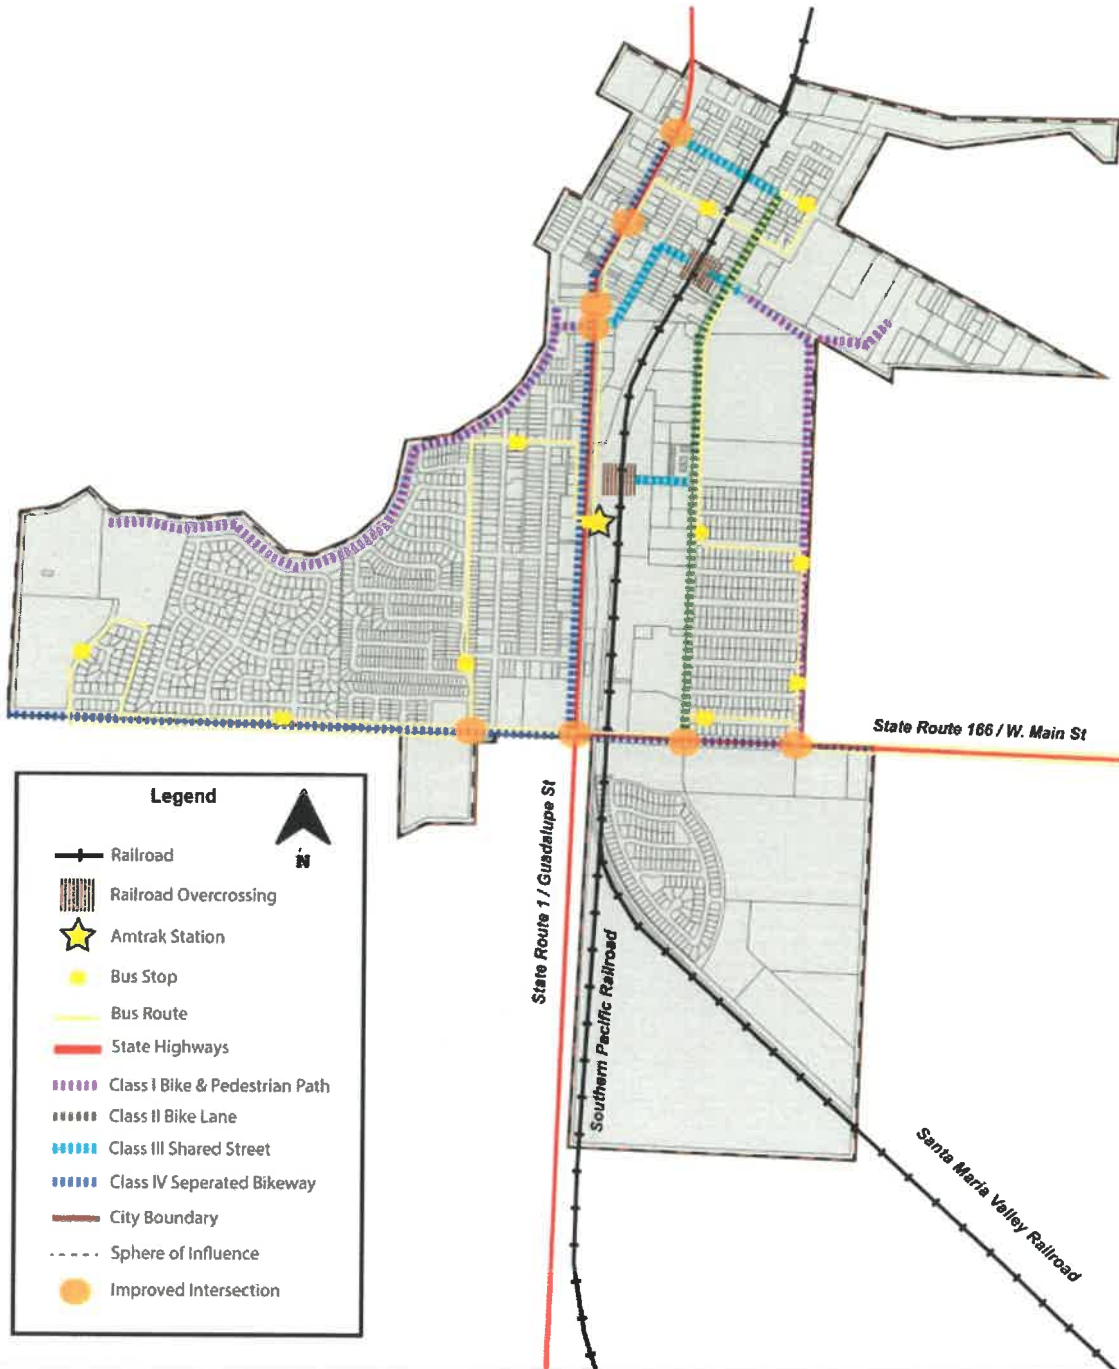 State Route 166 / W. Main St
State Route 1 / Guadalupe St
Southern Pacific Railroad
Santa Maria Valley Railroad
Legend
N
Railroad
Railroad Overcrossing
Amtrak Station
Bus Stop
Bus Route
State Highways
Class I Bike & Pedestrian Path
Class II Bike Lane
Class III Shared Street
Class IV Seperated Bikeway
City Boundary
Sphere of Influence
Improved Intersection